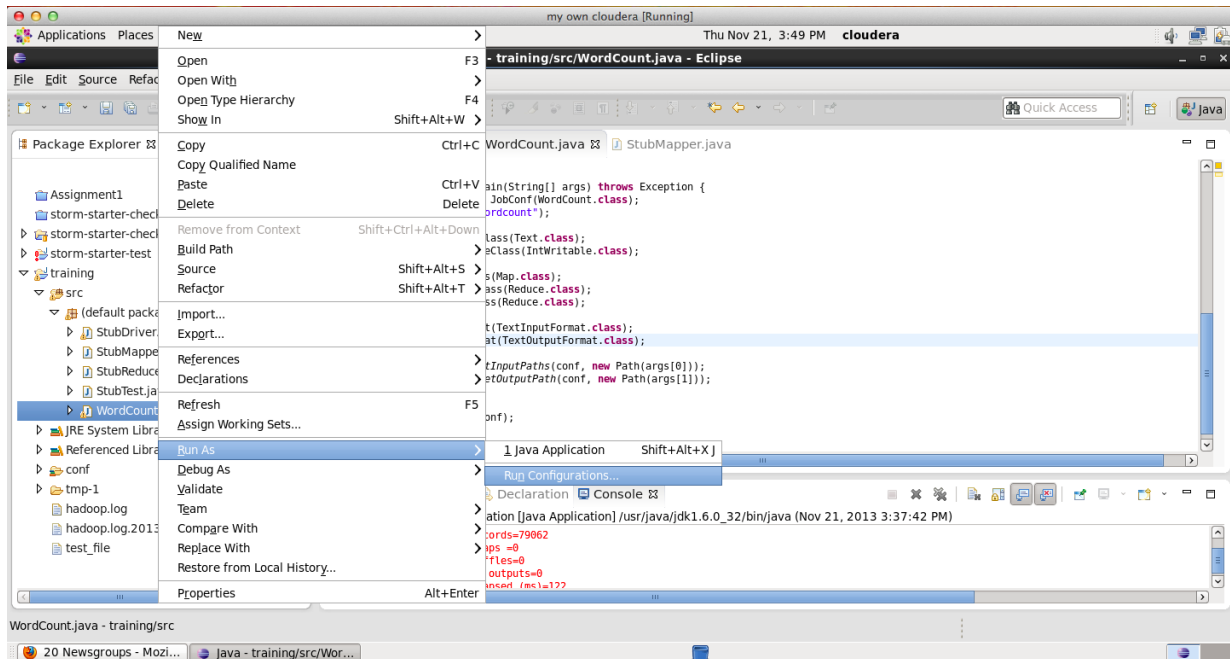 my own cloudera [Running]
Applications Places
Thu Nov 21, 3:49 PM cloudera
- training/src/WordCount.java - Eclipse
File Edit Source Refac
Quick Access
Java
Package Explorer
Assignment1
storm-starter-check
storm-starter-check
storm-starter-test
training
src
(default packa
StubDriver.
StubMappe
StubReduce
StubTest.ja
WordCount
JRE System Libra
Referenced Libra
conf
tmp-1
hadoop.log
hadoop.log.2013
test_file
New
Open F3
Open With
Open Type Hierarchy F4
Show In Shift+Alt+W
Copy Ctrl+C
Copy Qualified Name
Paste Ctrl+V
Delete Delete
Remove from Context Shift+Ctrl+Alt+Down
Build Path
Source Shift+Alt+S
Refactor Shift+Alt+T
Import...
Export...
References
Declarations
Refresh F5
Assign Working Sets...
Run As
Debug As
Validate
Team
Compare With
Replace With
Restore from Local History...
Properties Alt+Enter
1 Java Application Shift+Alt+X J
Run Configurations...
WordCount.java StubMapper.java
ain(String[] args) throws Exception {
JobConf(WordCount.class);
ordcount");
lass(Text.class);
eClass(IntWritable.class);
s(Map.class);
ass(Reduce.class);
ss(Reduce.class);
t(TextInputFormat.class);
at(TextOutputFormat.class);
tInputPaths(conf, new Path(args[0]));
etOutputPath(conf, new Path(args[1]));
onf);
Declaration Console
ation [Java Application] /usr/java/jdk1.6.0_32/bin/java (Nov 21, 2013 3:37:42 PM)
cords=79062
aps =0
ffles=0
outputs=0
apsed (ms)=122
WordCount.java - training/src
20 Newsgroups - Mozi...
Java - training/src/Wor...